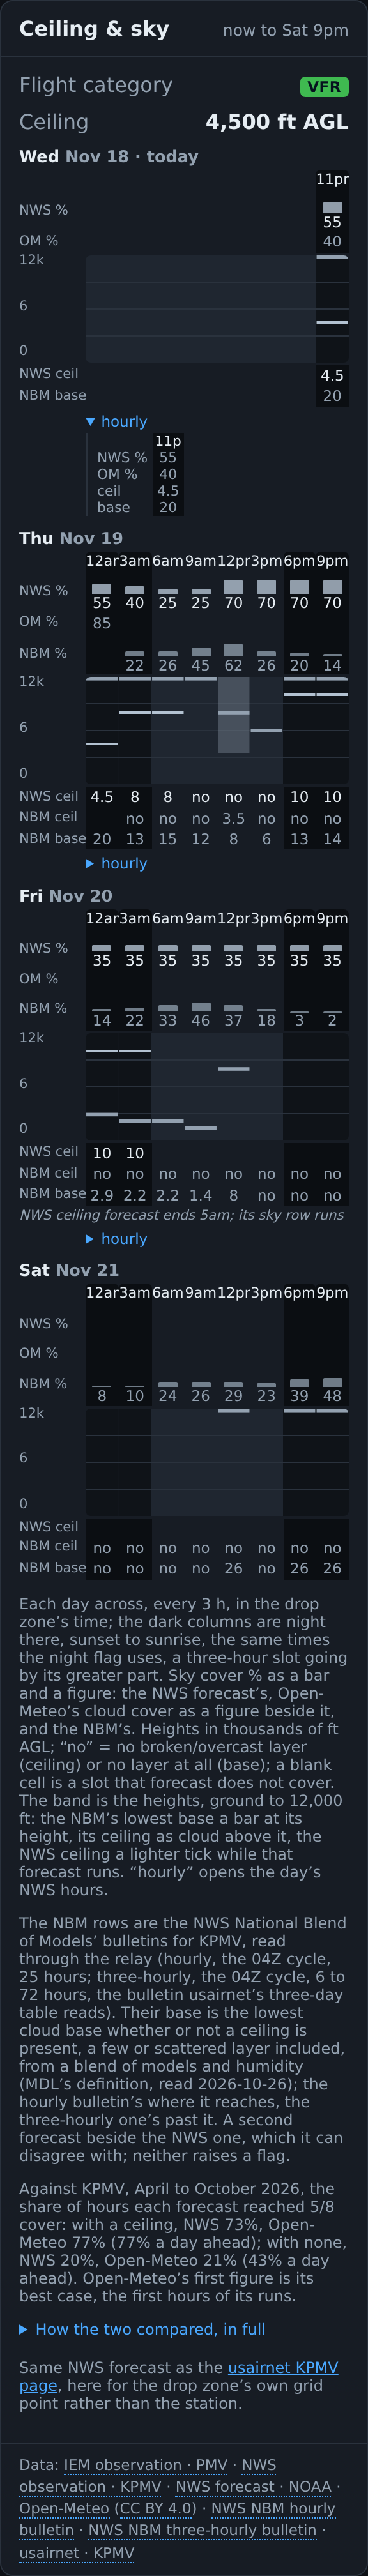 Ceiling & sky now to Sat 9pm
Flight category VFR
Ceiling 4,500 ft AGL
Wed Nov 18 · today
11pr
NWS % 55
OM % 40
12k
6
0
NWS ceil 4.5
NBM base 20
▼ hourly
11p
NWS % 55
OM % 40
ceil 4.5
base 20
Thu Nov 19
12ar 3am 6am 9am 12pr 3pm 6pm 9pm
NWS % 55 40 25 25 70 70 70 70
OM % 85
NBM % 22 26 45 62 26 20 14
12k
6
0
NWS ceil 4.5 8 8 no no no 10 10
NBM ceil no no no 3.5 no no no
NBM base 20 13 15 12 8 6 13 14
▶ hourly
Fri Nov 20
12ar 3am 6am 9am 12pr 3pm 6pm 9pm
NWS % 35 35 35 35 35 35 35 35
OM %
NBM % 14 22 33 46 37 18 3 2
12k
6
0
NWS ceil 10 10
NBM ceil no no no no no no no no
NBM base 2.9 2.2 2.2 1.4 8 no no no
NWS ceiling forecast ends 5am; its sky row runs
▶ hourly
Sat Nov 21
12ar 3am 6am 9am 12pr 3pm 6pm 9pm
NWS %
OM %
NBM % 8 10 24 26 29 23 39 48
12k
6
0
NWS ceil
NBM ceil no no no no no no no no
NBM base no no no no 26 no 26 26
Each day across, every 3 h, in the drop
zone’s time; the dark columns are night
there, sunset to sunrise, the same times
the night flag uses, a three-hour slot going
by its greater part. Sky cover % as a bar
and a figure: the NWS forecast’s, Open-
Meteo’s cloud cover as a figure beside it,
and the NBM’s. Heights in thousands of ft
AGL; “no” = no broken/overcast layer
(ceiling) or no layer at all (base); a blank
cell is a slot that forecast does not cover.
The band is the heights, ground to 12,000
ft: the NBM’s lowest base a bar at its
height, its ceiling as cloud above it, the
NWS ceiling a lighter tick while that
forecast runs. “hourly” opens the day’s
NWS hours.
The NBM rows are the NWS National Blend
of Models’ bulletins for KPMV, read
through the relay (hourly, the 04Z cycle,
25 hours; three-hourly, the 04Z cycle, 6 to
72 hours, the bulletin usairnet’s three-day
table reads). Their base is the lowest
cloud base whether or not a ceiling is
present, a few or scattered layer included,
from a blend of models and humidity
(MDL’s definition, read 2026-10-26); the
hourly bulletin’s where it reaches, the
three-hourly one’s past it. A second
forecast beside the NWS one, which it can
disagree with; neither raises a flag.
Against KPMV, April to October 2026, the
share of hours each forecast reached 5/8
cover: with a ceiling, NWS 73%, Open-
Meteo 77% (77% a day ahead); with none,
NWS 20%, Open-Meteo 21% (43% a day
ahead). Open-Meteo’s first figure is its
best case, the first hours of its runs.
▶ How the two compared, in full
Same NWS forecast as the usairnet KPMV
page, here for the drop zone’s own grid
point rather than the station.
Data: IEM observation · PMV · NWS
observation · KPMV · NWS forecast · NOAA ·
Open-Meteo (CC BY 4.0) · NWS NBM hourly
bulletin · NWS NBM three-hourly bulletin ·
usairnet · KPMV